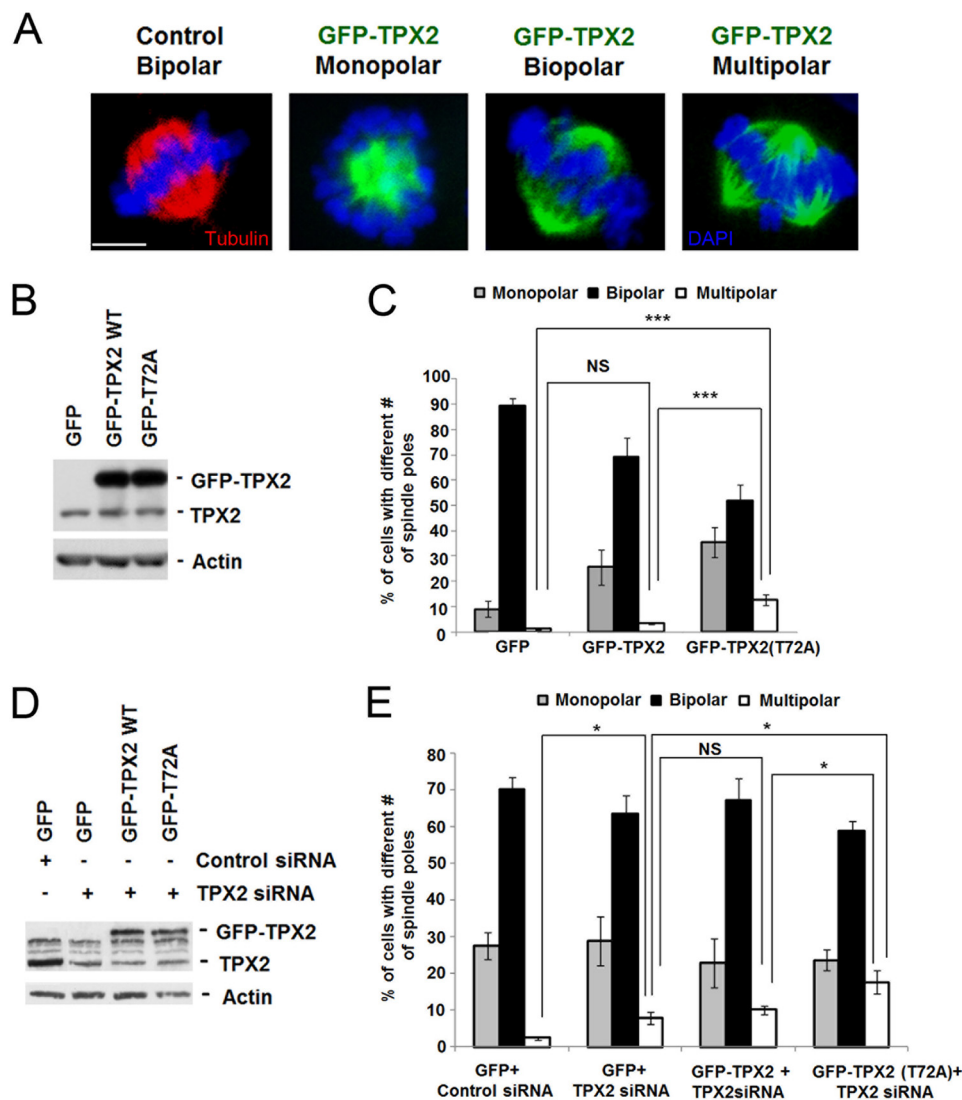 A
Control
Bipolar
GFP-TPX2
Monopolar
GFP-TPX2
Biopolar
GFP-TPX2
Multipolar
Tubulin
DAPI
B
GFP
GFP-TPX2 WT
GFP-T72A
- GFP-TPX2
- TPX2
- Actin
C
Monopolar Bipolar Multipolar
***
NS
***
% of cells with different #
of spindle poles
100
90
80
70
60
50
40
30
20
10
0
GFP GFP-TPX2 GFP-TPX2(T72A)
D
GFP
GFP
GFP-TPX2 WT
GFP-T72A
+ - - - Control siRNA
- + + + TPX2 siRNA
- GFP-TPX2
- TPX2
- Actin
E
Monopolar Bipolar Multipolar
* NS * *
% of cells with different #
of spindle poles
80
70
60
50
40
30
20
10
0
GFP+
Control siRNA
GFP+
TPX2 siRNA
GFP-TPX2 +
TPX2siRNA
GFP-TPX2 (T72A)+
TPX2 siRNA